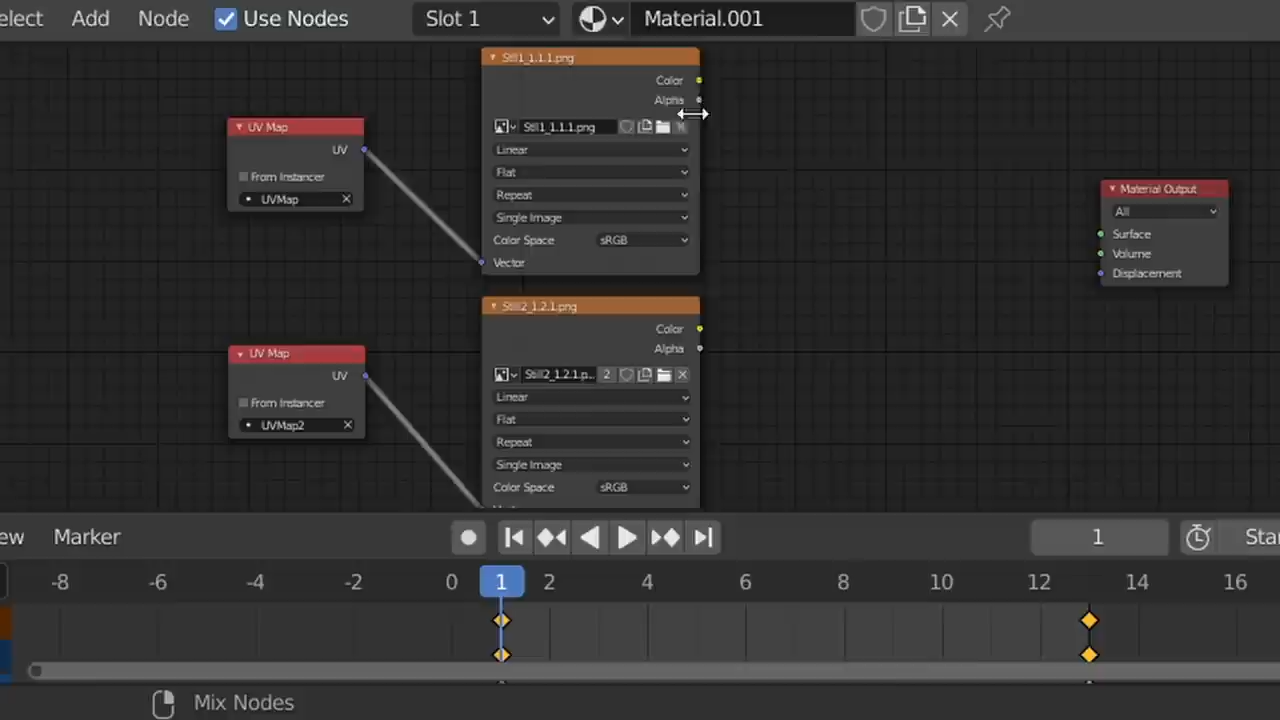 elect Add Node Use Nodes Slot 1 Material.001
Still1_1.1.1.png
Color
Alpha
Still1_1.1.1.png
Linear
Flat
Repeat
Single Image
Color Space sRGB
Vector
UV Map
UV
From Instancer
UVMap
Material Output
All
Surface
Volume
Displacement
Still2_1.2.1.png
Color
Alpha
Still2_1.2.1.p... 2
Linear
Flat
Repeat
Single Image
Color Space sRGB
UV Map
UV
From Instancer
UVMap2
ew Marker 1 Star
-8 -6 -4 -2 0 1 2 4 6 8 10 12 14 16
Mix Nodes